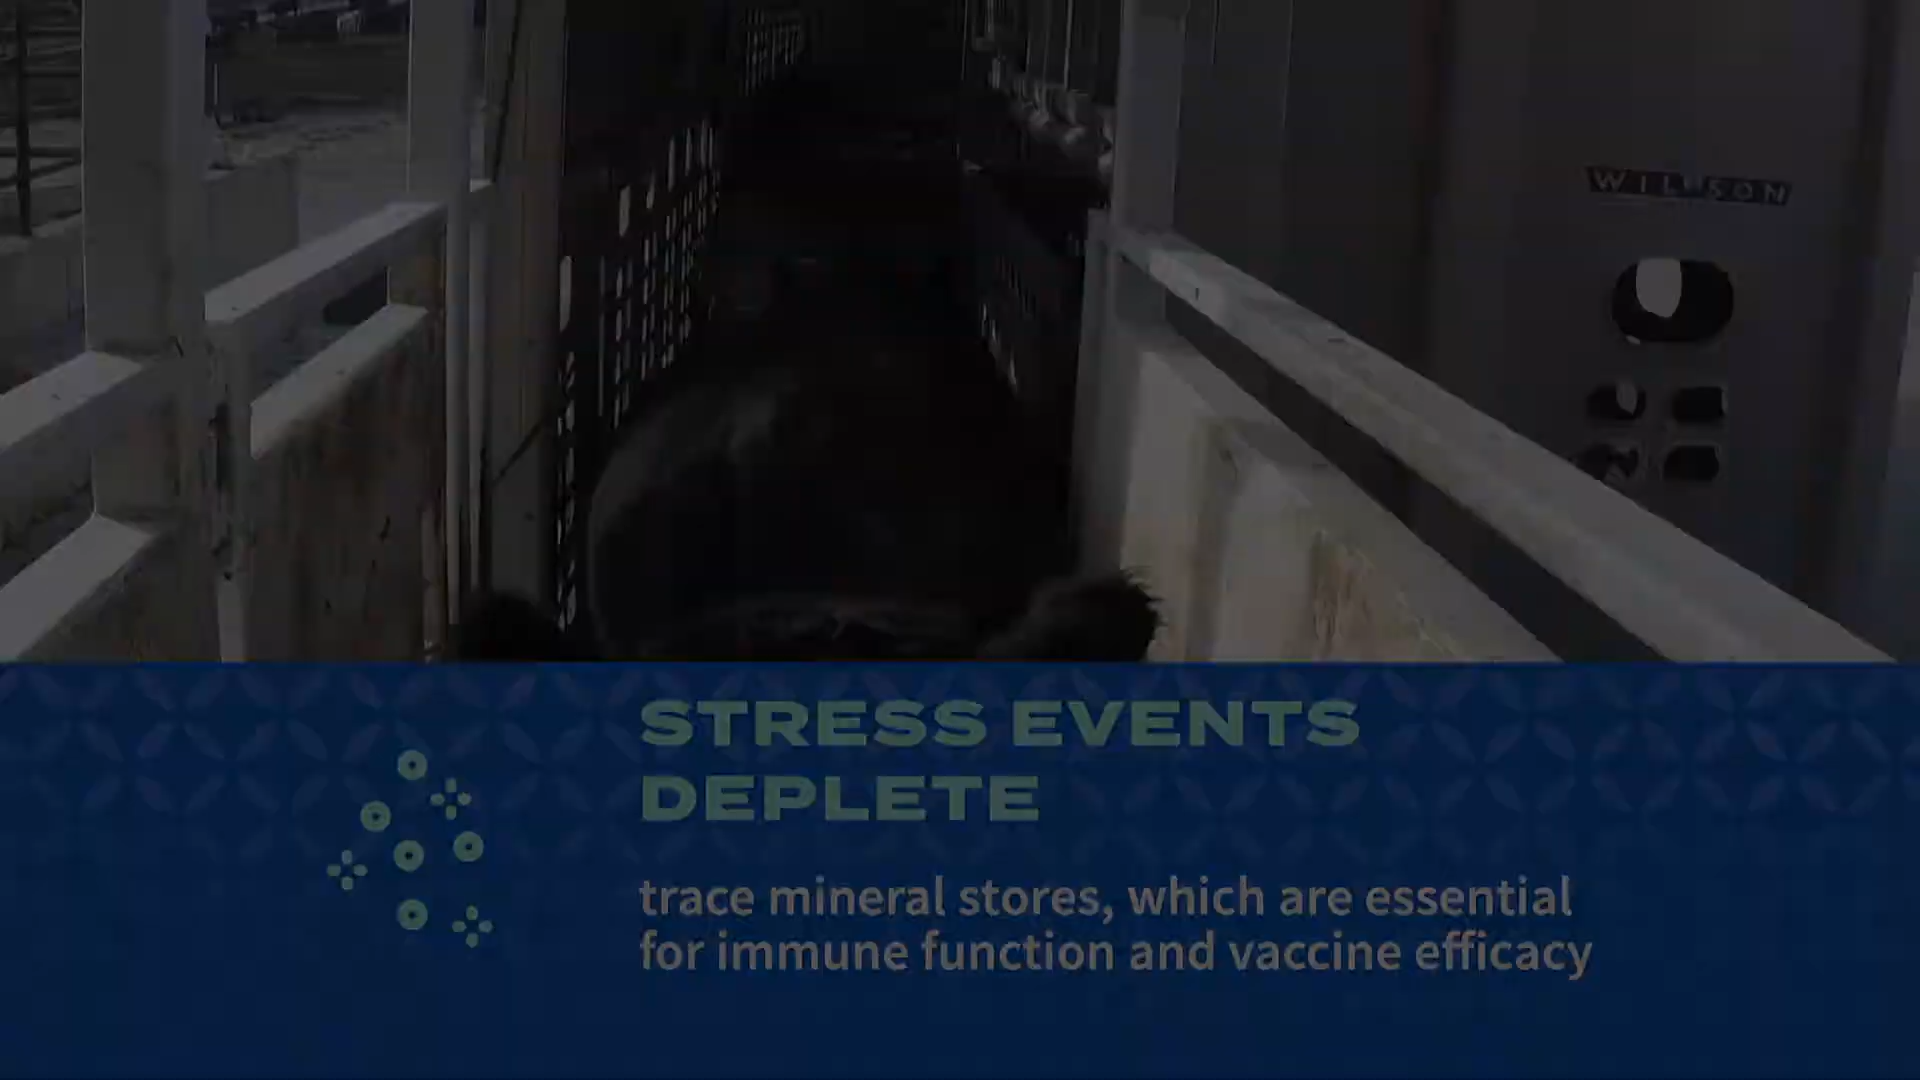 WILSON
STRESS EVENTS
DEPLETE
trace mineral stores, which are essential
for immune function and vaccine efficacy